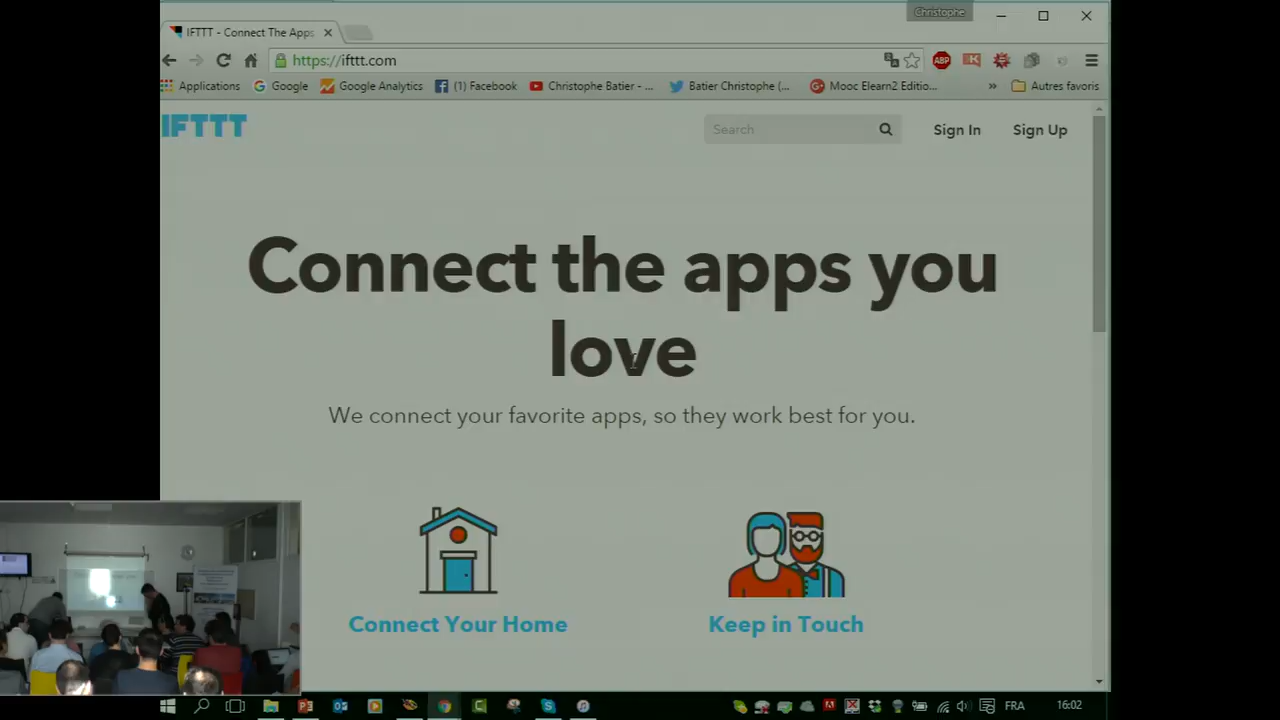 Christophe
IFTTT - Connect The Apps
https://ifttt.com
Applications Google Google Analytics (1) Facebook Christophe Batier - ... Batier Christophe (... Mooc Elearn2 Editio... » Autres favoris
IFTTT
Search
Sign In
Sign Up
Connect the apps you
love
We connect your favorite apps, so they work best for you.
Connect Your Home
Keep in Touch
FRA
16:02